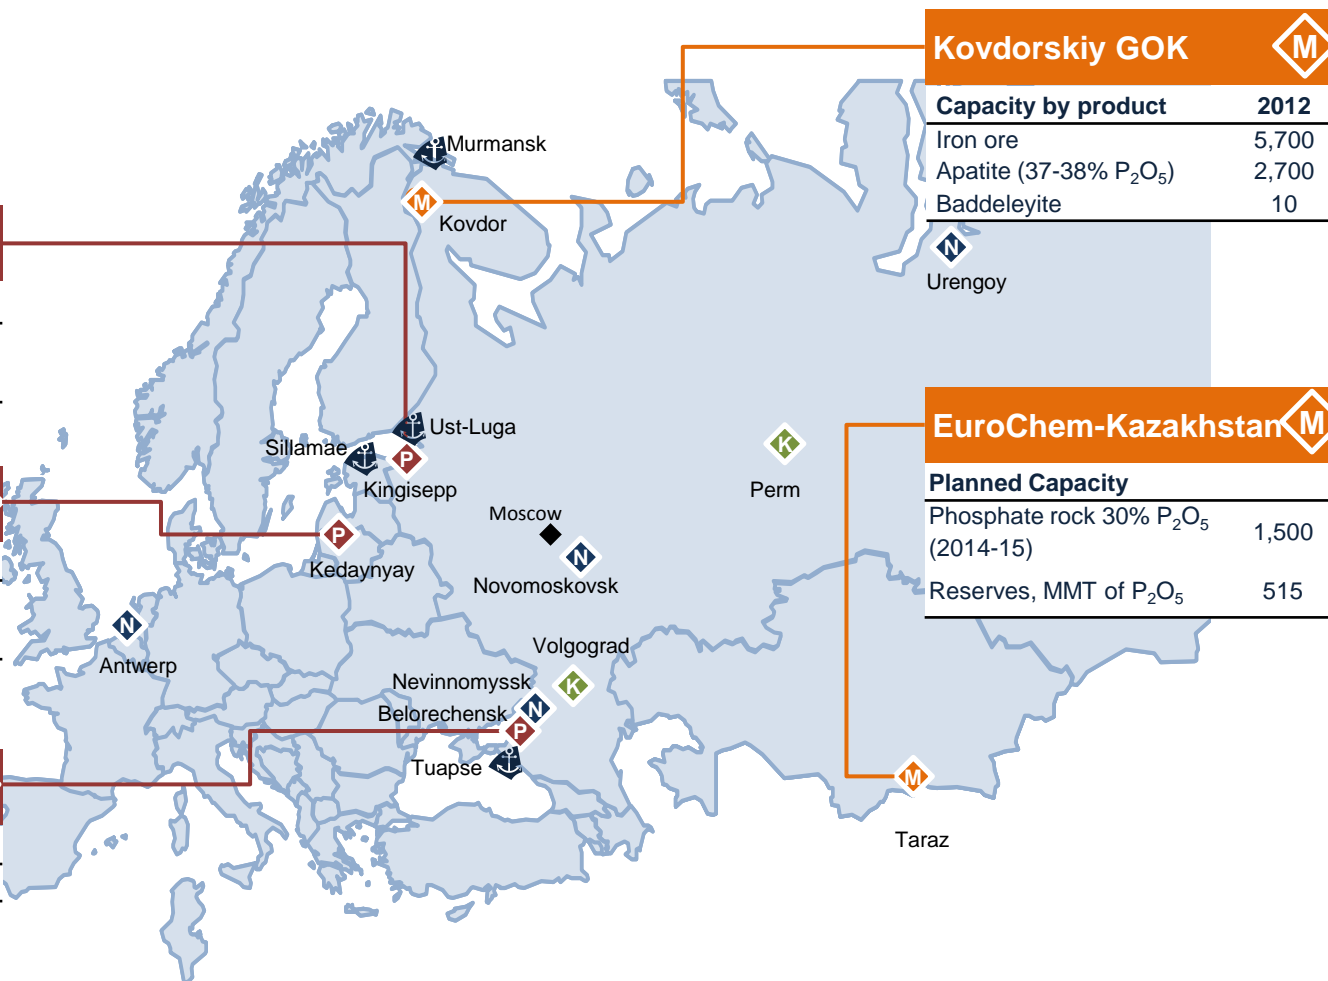 Kovdorskiy GOK M
Capacity by product 2012
Iron ore 5,700
Apatite (37-38% P₂O₅) 2,700
Baddeleyite 10
Murmansk
M
Kovdor
N
Urengoy
Ust-Luga
Sillamae
P
Kingisepp
K
Perm
EuroChem-Kazakhstan M
Planned Capacity
Phosphate rock 30% P₂O₅
(2014-15) 1,500
Reserves, MMT of P₂O₅ 515
Moscow
P
Kedaynyay
N
Novomoskovsk
N
Antwerp
Volgograd
K
Nevinnomyssk
N
Belorechensk
P
Tuapse
M
Taraz